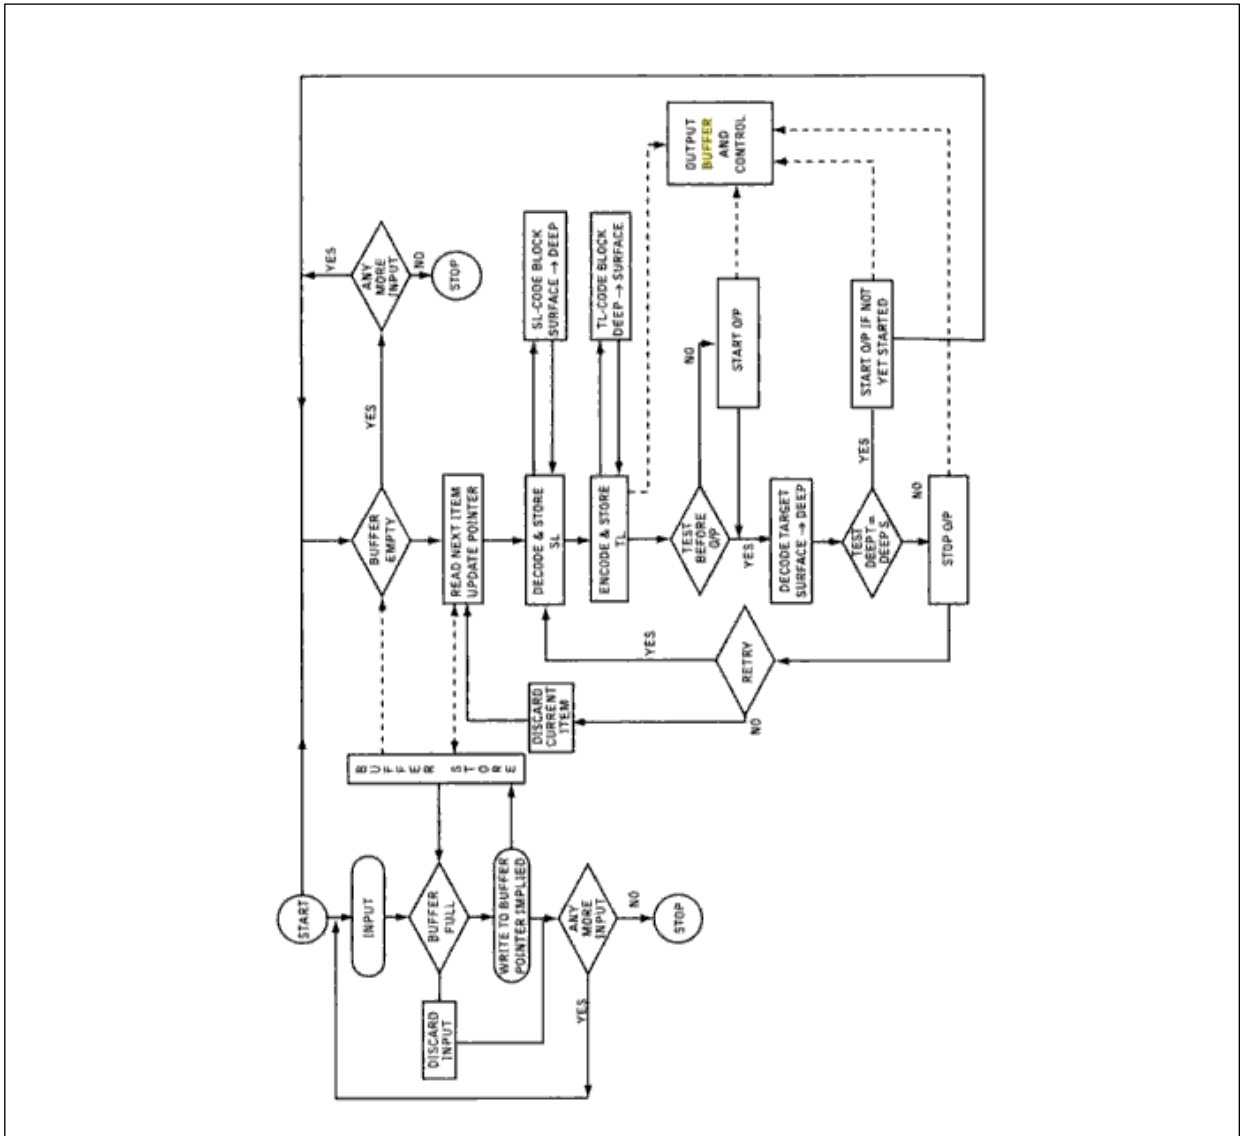 START
INPUT
BUFFER
FULL
DISCARD
INPUT
WRITE TO BUFFER
POINTER IMPLIED
ANY
MORE
INPUT
YES
NO
STOP
BUFFER STORE
BUFFER
EMPTY
YES
ANY
MORE
INPUT
YES
NO
STOP
READ NEXT ITEM
UPDATE POINTER
DECODE & STORE
SL
SL-CODE BLOCK
SURFACE → DEEP
ENCODE & STORE
TL
TL-CODE BLOCK
DEEP → SURFACE
OUTPUT
BUFFER
AND
CONTROL
TEST
BEFORE
O/P
NO
START O/P
YES
DECODE TARGET
SURFACE → DEEP
TEST
DEEP T =
DEEP S
YES
START O/P IF NOT
YET STARTED
NO
STOP O/P
RETRY
YES
NO
DISCARD
CURRENT
ITEM